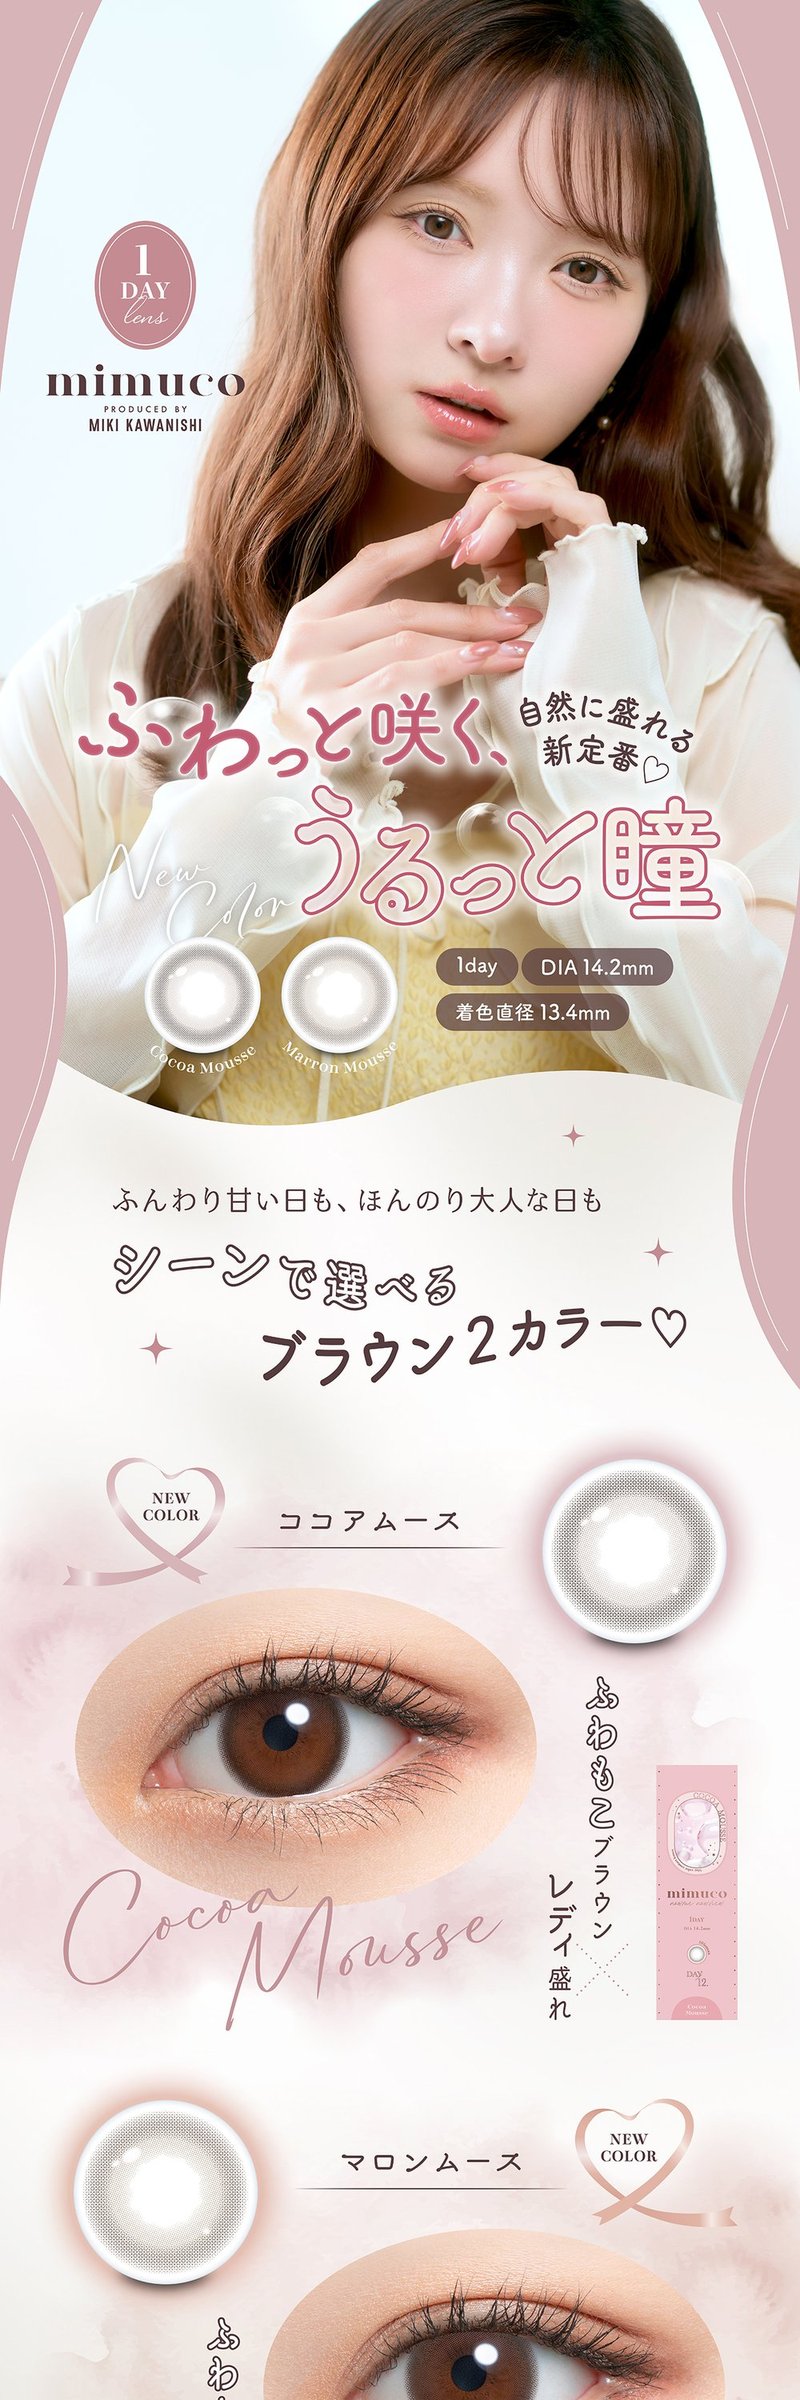 1
DAY
lens
mimuco
PRODUCED BY
MIKI KAWANISHI
ふわっと咲く、
自然に盛れる
新定番♡
うるっと瞳
New
Color
Cocoa Mousse
Marron Mousse
1day
DIA 14.2mm
着色直径 13.4mm
ふんわり甘い日も、ほんのり大人な日も
シーンで選べる
ブラウン2カラー♡
NEW
COLOR
ココアムース
ふわもこブラウン
×
レディ盛れ
Cocoa
Mousse
COCOA MOUSSE
mimuco
1DAY
DIA 14.2mm
DAY
12.
Cocoa
Mousse
マロンムース
NEW
COLOR
ふわ